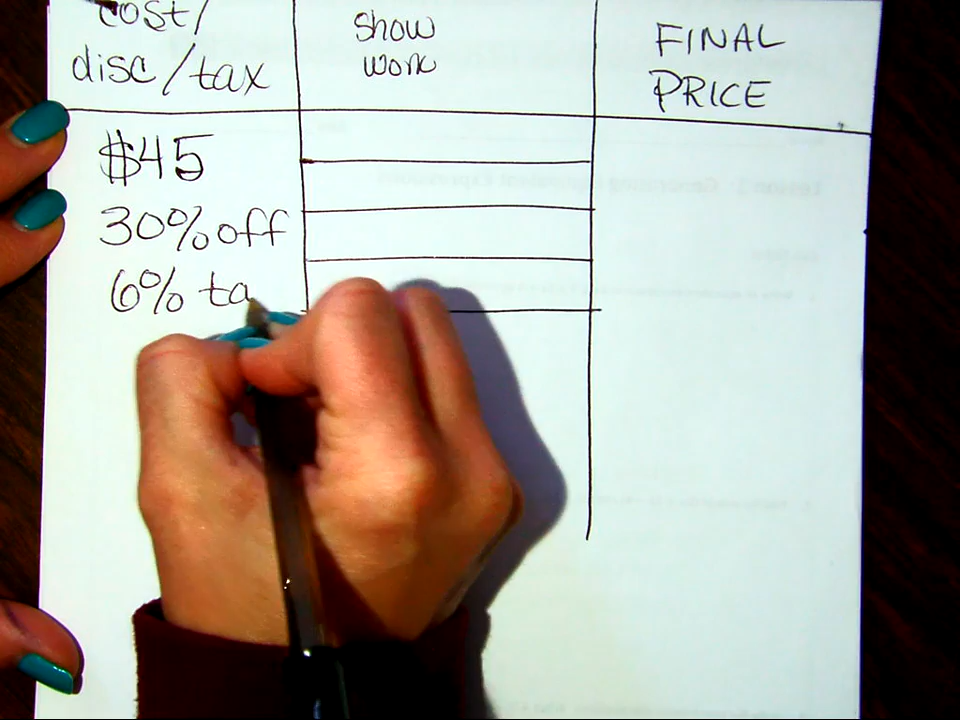 cost/
disc/tax
show
work
FINAL
PRICE
$45
30% off
6% ta